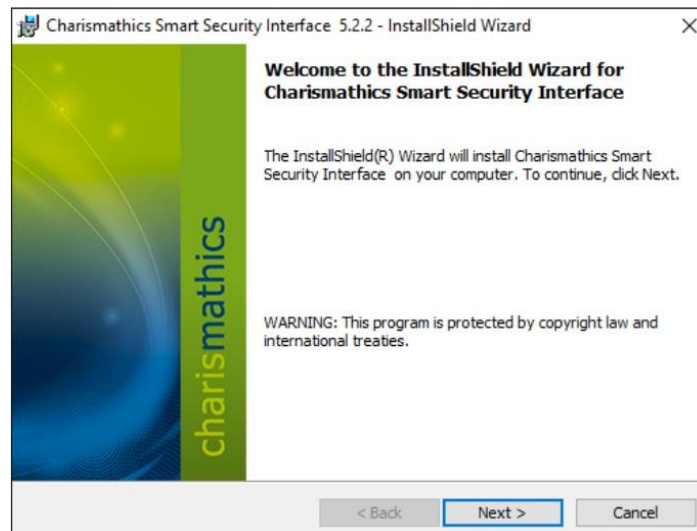 Charismathics Smart Security Interface 5.2.2 - InstallShield Wizard
Welcome to the InstallShield Wizard for
Charismathics Smart Security Interface
The InstallShield(R) Wizard will install Charismathics Smart
Security Interface on your computer. To continue, click Next.
charismathics
WARNING: This program is protected by copyright law and
international treaties.
< Back
Next >
Cancel